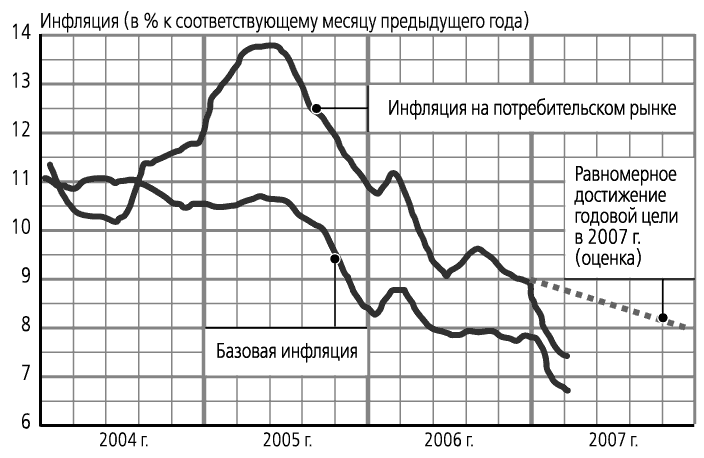 Инфляция (в % к соответствующему месяцу предыдущего года)
14
13
12
11
10
9
8
7
6
Инфляция на потребительском рынке
Равномерное
достижение
годовой цели
в 2007 г.
(оценка)
Базовая инфляция
2004 г.
2005 г.
2006 г.
2007 г.